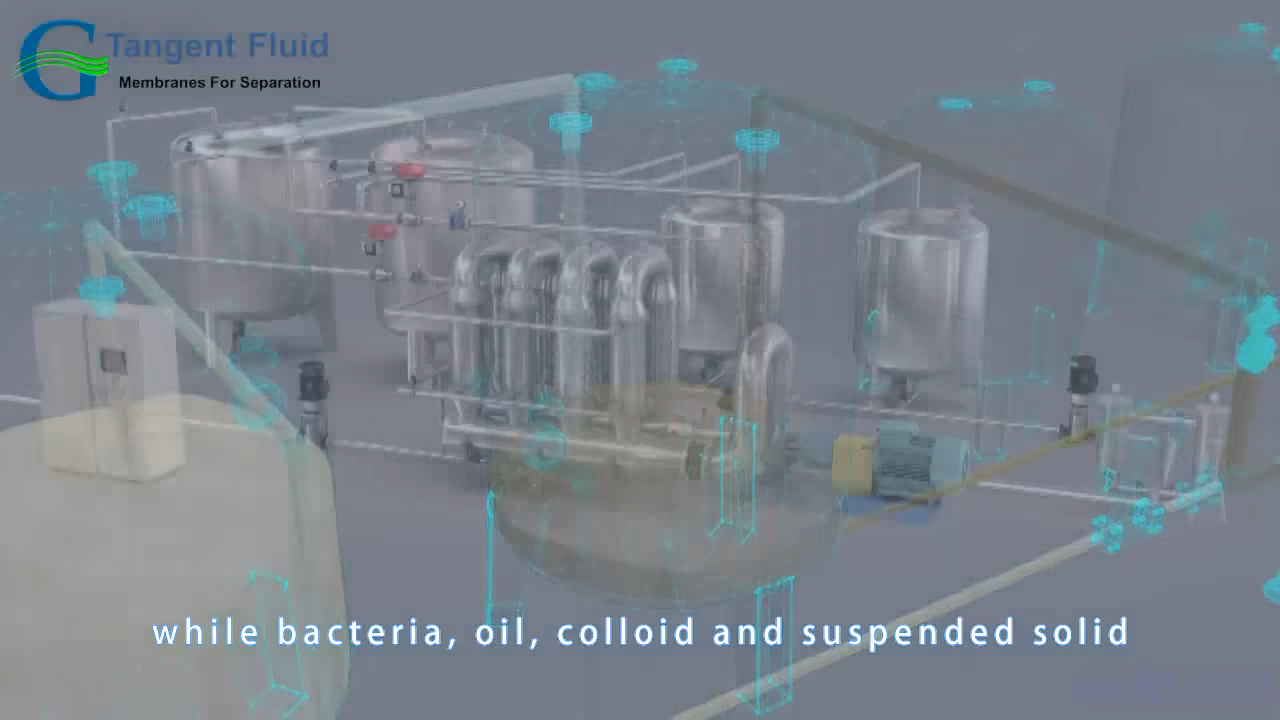 Tangent Fluid
Membranes For Separation
while bacteria, oil, colloid and suspended solid